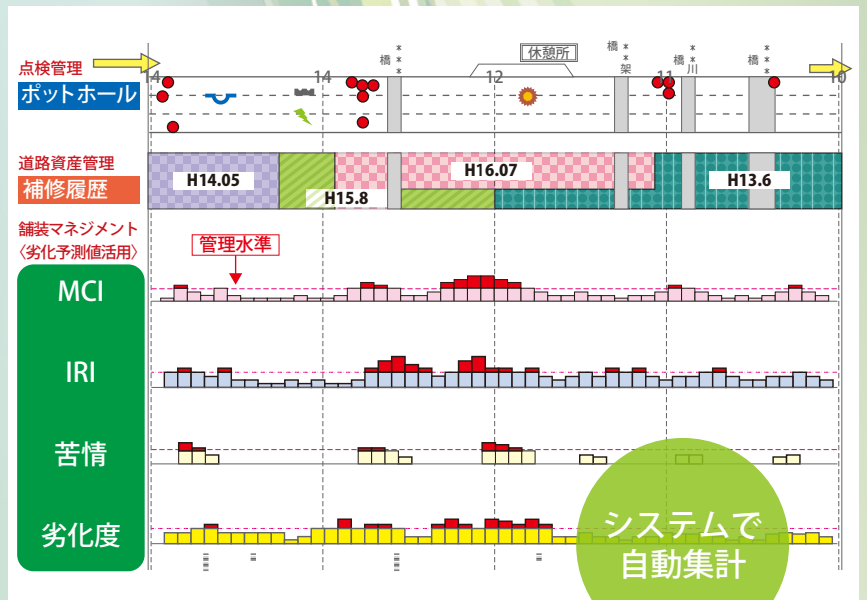 点検管理
ポットホール
14
14
12
11
10
橋
***
休憩所
橋
**架
橋
*川
橋
***
道路資産管理
補修履歴
H14.05
H15.8
H16.07
H13.6
舗装マネジメント
〈劣化予測値活用〉
管理水準
MCI
IRI
苦情
劣化度
システムで
自動集計